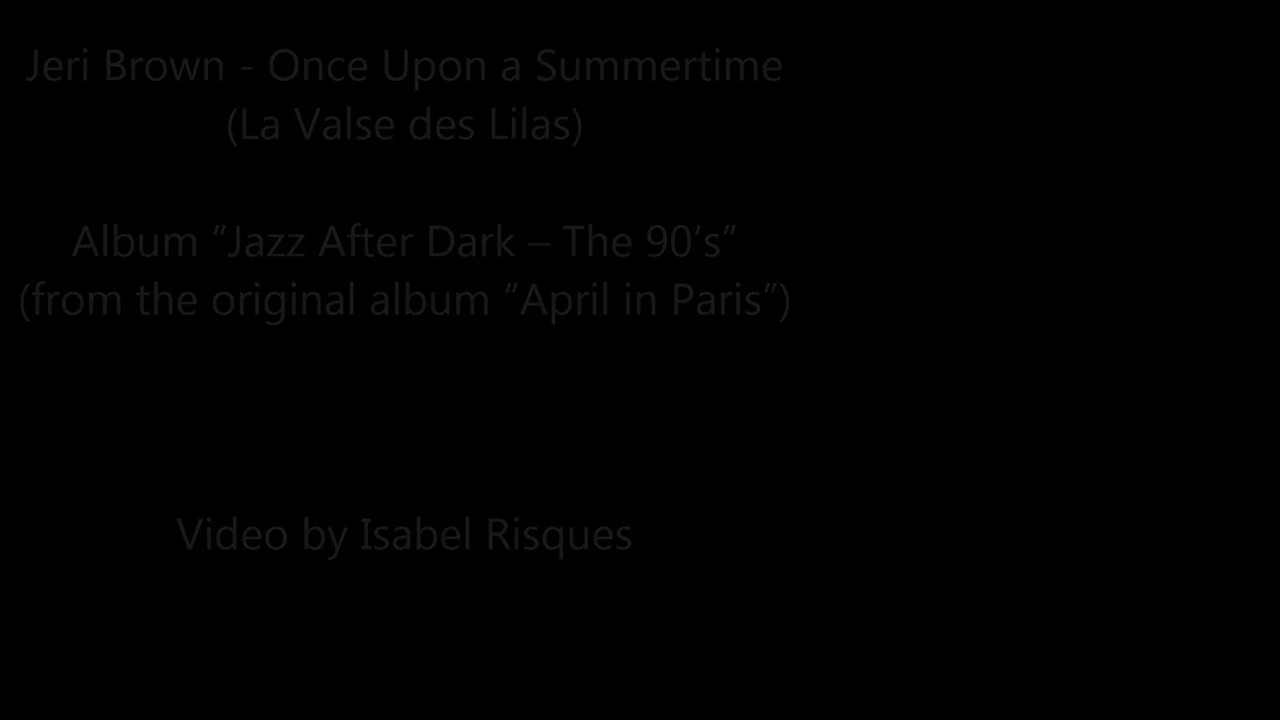 Jeri Brown - Once Upon a Summertime
(La Valse des Lilas)
Album “Jazz After Dark – The 90’s”
(from the original album “April in Paris”)
Video by Isabel Risques